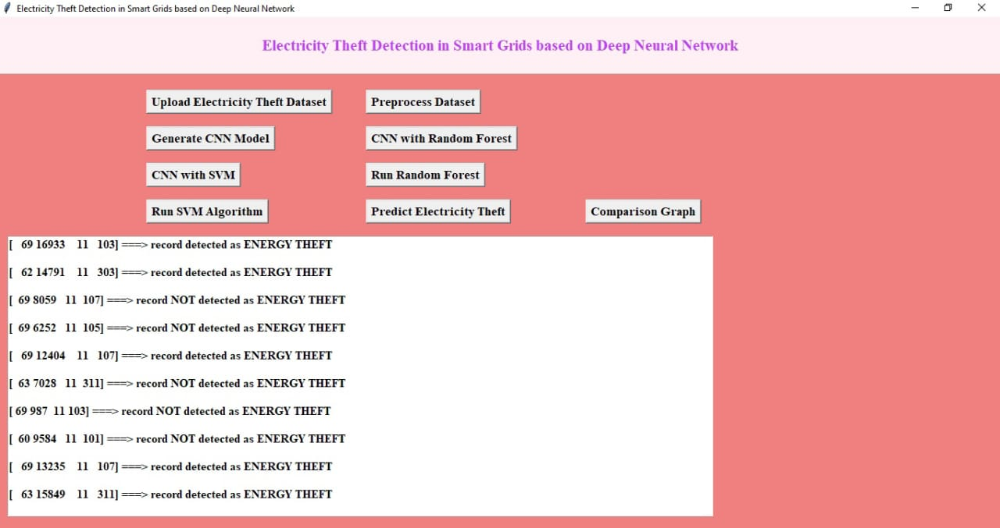 Electricity Theft Detection in Smart Grids based on Deep Neural Network
Electricity Theft Detection in Smart Grids based on Deep Neural Network
Upload Electricity Theft Dataset
Preprocess Dataset
Generate CNN Model
CNN with Random Forest
CNN with SVM
Run Random Forest
Run SVM Algorithm
Predict Electricity Theft
Comparison Graph
[   69 16933    11   103] ===> record detected as ENERGY THEFT
[   62 14791    11   303] ===> record detected as ENERGY THEFT
[  69 8059   11  107] ===> record NOT detected as ENERGY THEFT
[  69 6252   11  105] ===> record NOT detected as ENERGY THEFT
[   69 12404    11   107] ===> record detected as ENERGY THEFT
[  63 7028   11  311] ===> record NOT detected as ENERGY THEFT
[ 69 987  11 103] ===> record NOT detected as ENERGY THEFT
[  60 9584   11  101] ===> record NOT detected as ENERGY THEFT
[   69 13235    11   107] ===> record detected as ENERGY THEFT
[   63 15849    11   311] ===> record detected as ENERGY THEFT